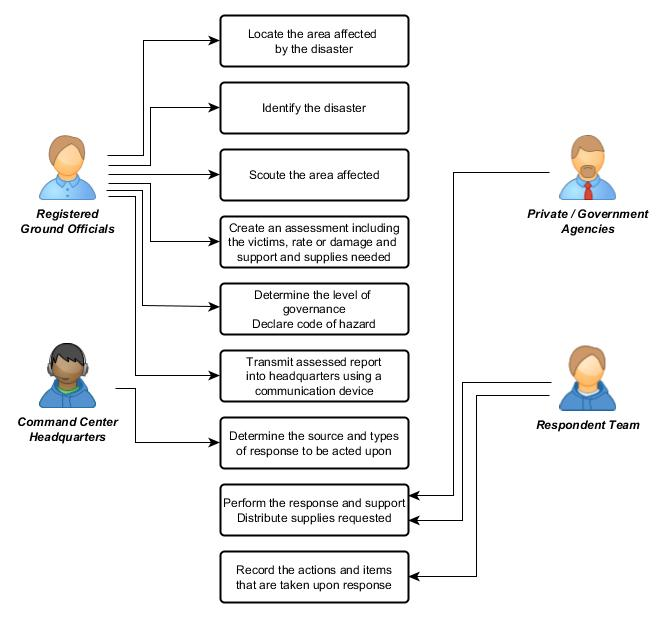 Locate the area affected
by the disaster
Identify the disaster
Scoute the area affected
Registered
Ground Officials
Private / Government
Agencies
Create an assessment including
the victims, rate or damage and
support and supplies needed
Determine the level of
governance
Declare code of hazard
Transmit assessed report
into headquarters using a
communication device
Command Center
Headquarters
Respondent Team
Determine the source and types
of response to be acted upon
Perform the response and support
Distribute supplies requested
Record the actions and items
that are taken upon response